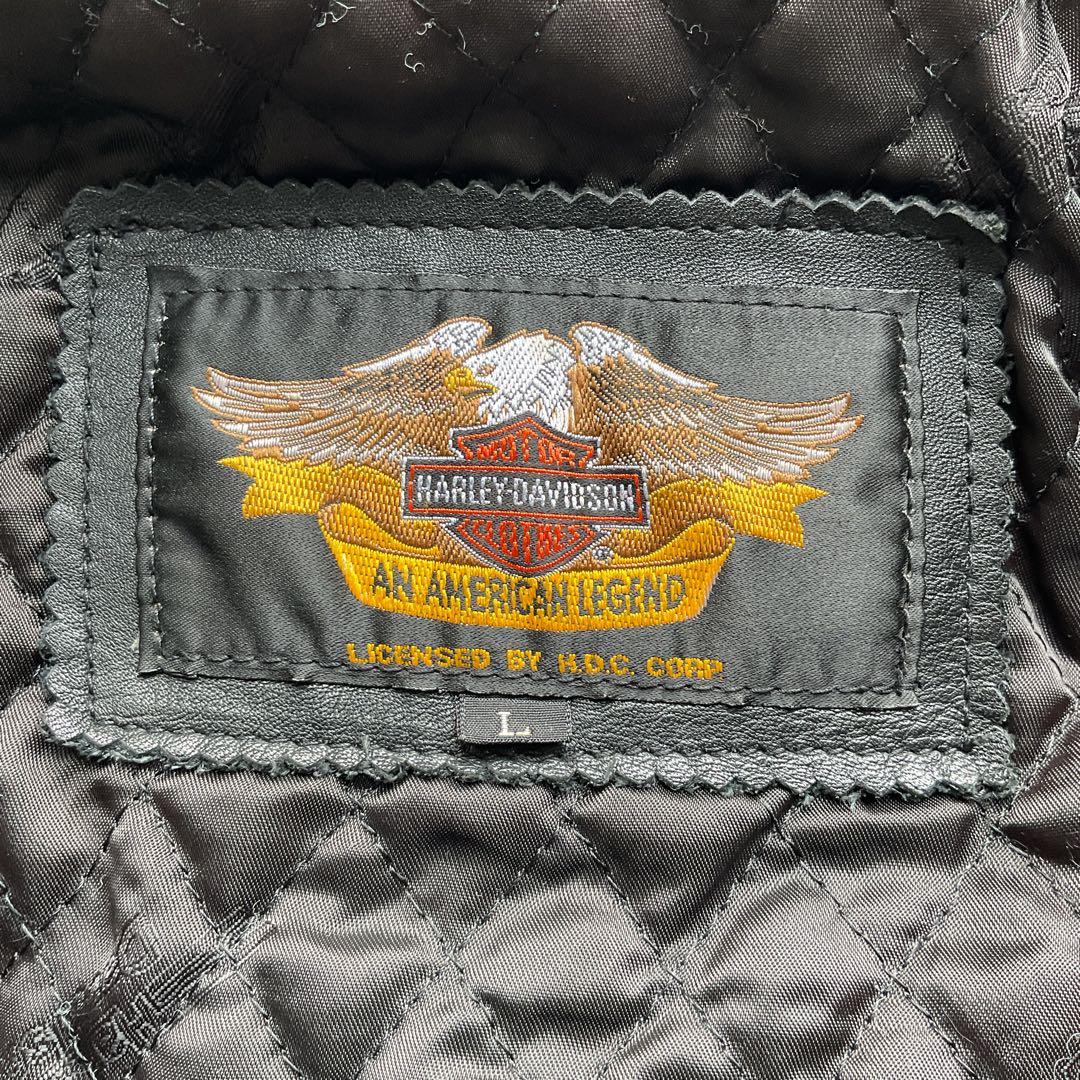 MOTOR
HARLEY-DAVIDSON
CLOTHES
®
AN AMERICAN LEGEND
LICENSED BY H.D.C. CORP.
L